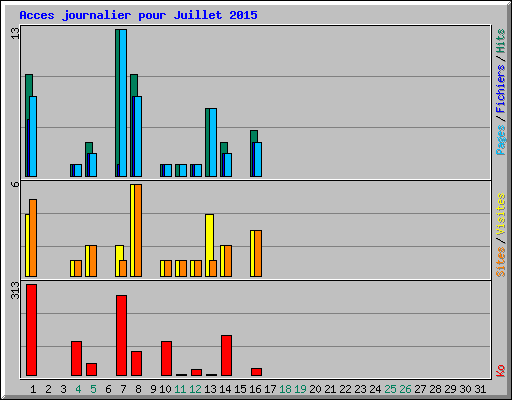 Acces journalier pour Juillet 2015
13
Pages/Fichiers/Hits
6
Sites/Visites
313
Ko
1 2 3 4 5 6 7 8 9 10 11 12 13 14 15 16 17 18 19 20 21 22 23 24 25 26 27 28 29 30 31